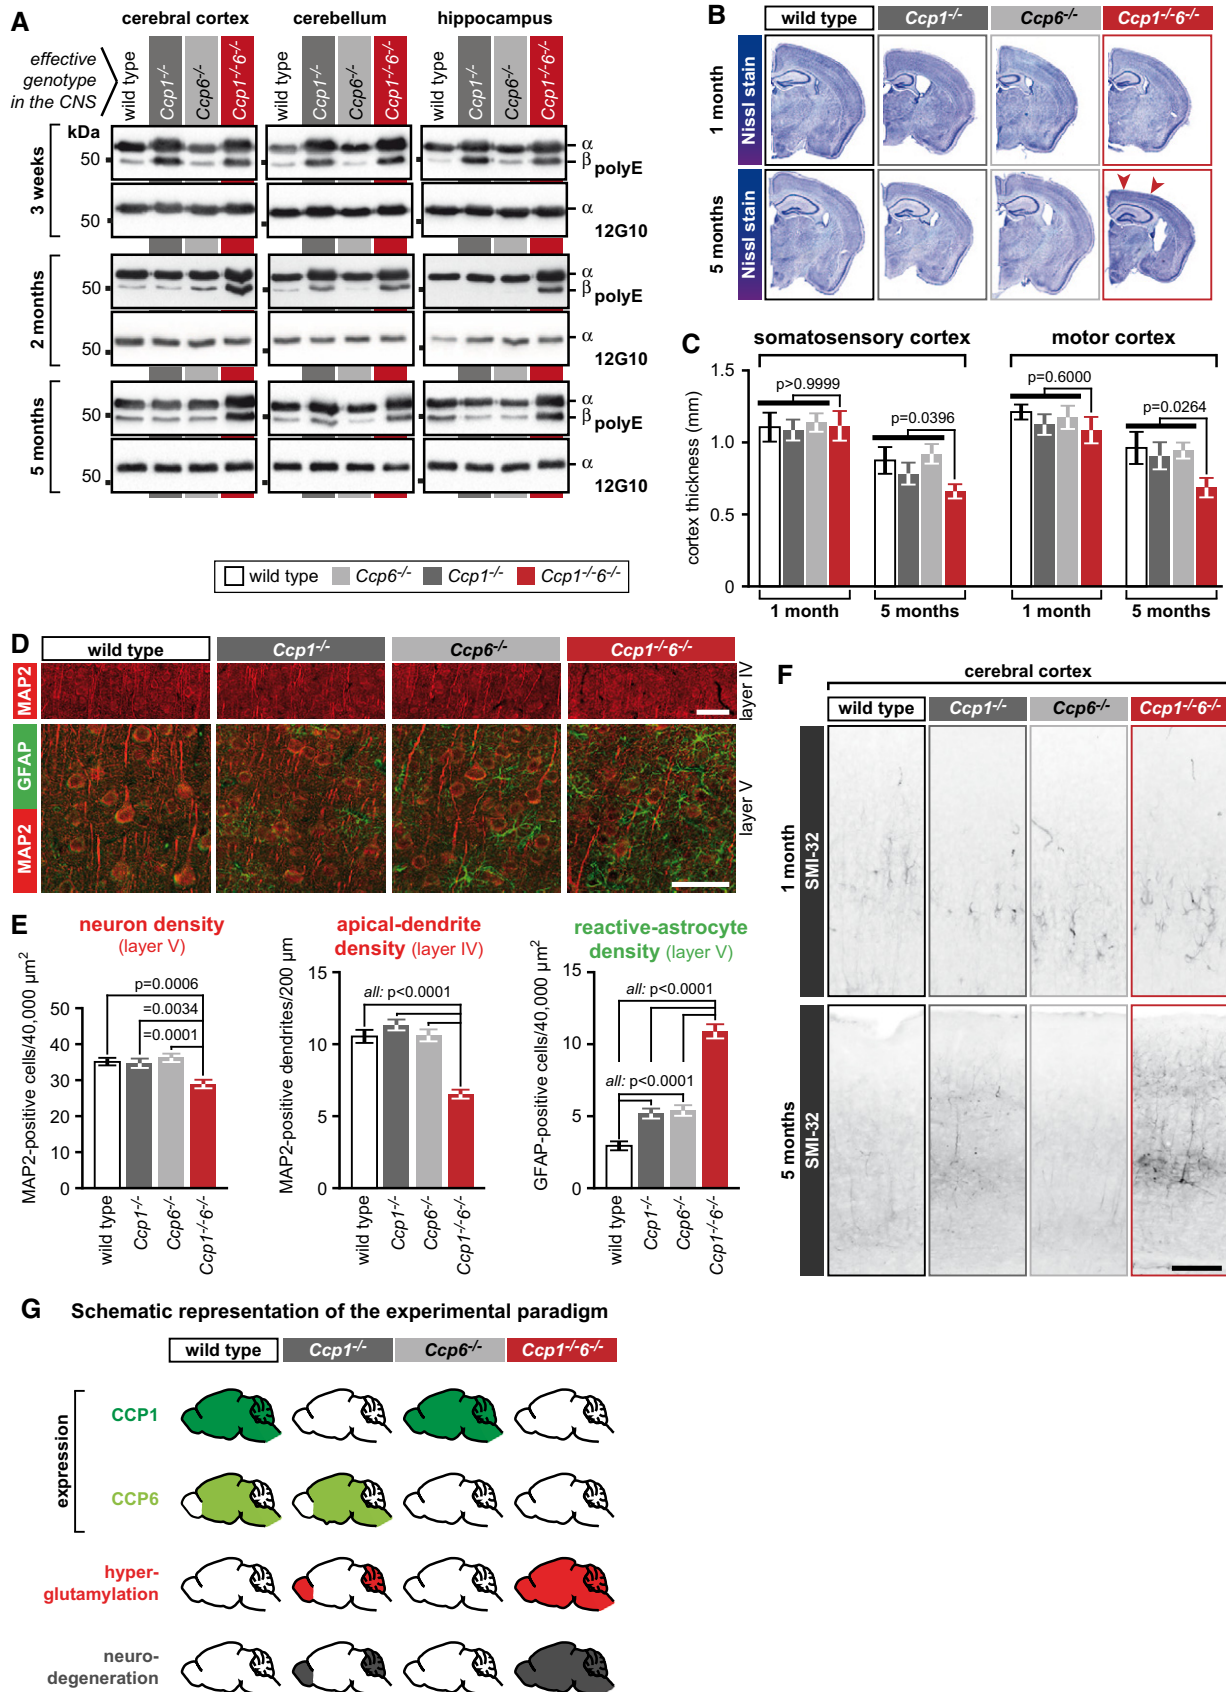 A
cerebral cortex
cerebellum
hippocampus
effective
genotype
in the CNS
wild type
Ccp1-/-
Ccp6-/-
Ccp1-/-6-/-
wild type
Ccp1-/-
Ccp6-/-
Ccp1-/-6-/-
wild type
Ccp1-/-
Ccp6-/-
Ccp1-/-6-/-
kDa
3 weeks
50
α
β polyE
50
α
12G10
2 months
50
α
β polyE
50
α
12G10
5 months
50
α
β polyE
50
α
12G10
wild type
Ccp6-/-
Ccp1-/-
Ccp1-/-6-/-
B
wild type
Ccp1-/-
Ccp6-/-
Ccp1-/-6-/-
1 month
Nissl stain
5 months
Nissl stain
C
somatosensory cortex
motor cortex
cortex thickness (mm)
1.5
1.0
0.5
0
p>0.9999
p=0.0396
p=0.6000
p=0.0264
1 month
5 months
1 month
5 months
D
wild type
Ccp1-/-
Ccp6-/-
Ccp1-/-6-/-
MAP2
layer IV
GFAP
MAP2
layer V
E
neuron density
(layer V)
MAP2-positive cells/40,000 µm2
50
40
30
20
10
0
p=0.0006
=0.0034
=0.0001
wild type
Ccp1-/-
Ccp6-/-
Ccp1-/-6-/-
apical-dendrite
density (layer IV)
MAP2-positive dendrites/200 µm
15
10
5
0
all: p<0.0001
wild type
Ccp1-/-
Ccp6-/-
Ccp1-/-6-/-
reactive-astrocyte
density (layer V)
GFAP-positive cells/40,000 µm2
15
10
5
0
all: p<0.0001
all: p<0.0001
wild type
Ccp1-/-
Ccp6-/-
Ccp1-/-6-/-
F
cerebral cortex
wild type
Ccp1-/-
Ccp6-/-
Ccp1-/-6-/-
1 month
SMI-32
5 months
SMI-32
G
Schematic representation of the experimental paradigm
wild type
Ccp1-/-
Ccp6-/-
Ccp1-/-6-/-
expression
CCP1
CCP6
hyper-
glutamylation
neuro-
degeneration